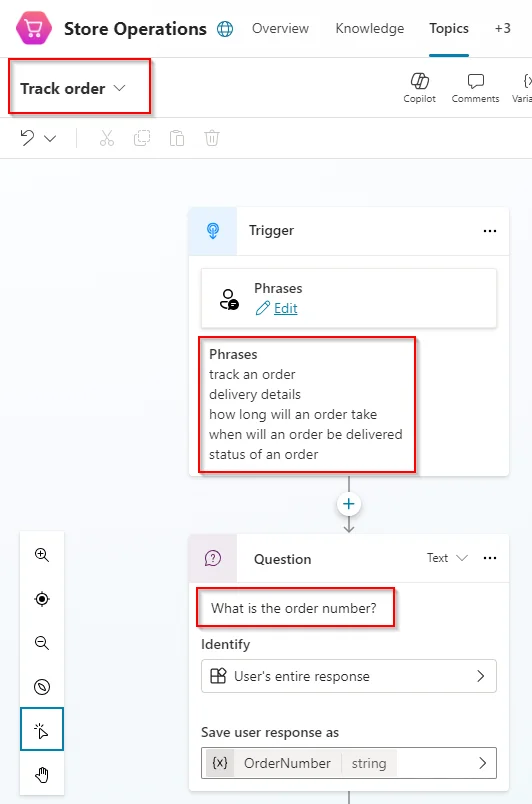 Store Operations
Overview
Knowledge
Topics
+3
Track order
Copilot
Comments
Varia
Trigger
Phrases
Edit
Phrases
track an order
delivery details
how long will an order take
when will an order be delivered
status of an order
Question
Text
What is the order number?
Identify
User's entire response
Save user response as
{x} OrderNumber string